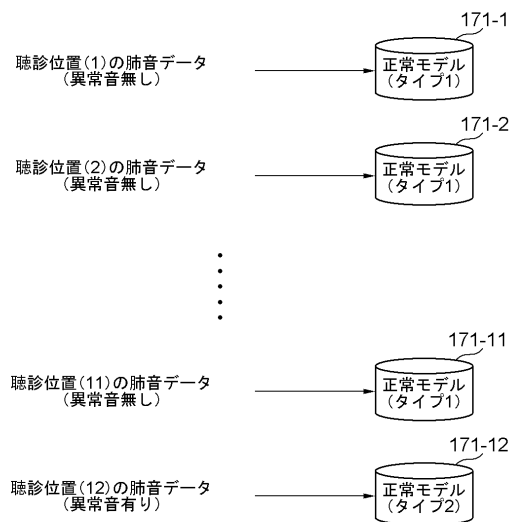 171-1
聴診位置(1)の肺音データ
(異常音無し)
正常モデル
(タイプ1)
171-2
聴診位置(2)の肺音データ
(異常音無し)
正常モデル
(タイプ1)
171-11
聴診位置(11)の肺音データ
(異常音無し)
正常モデル
(タイプ1)
171-12
聴診位置(12)の肺音データ
(異常音有り)
正常モデル
(タイプ2)